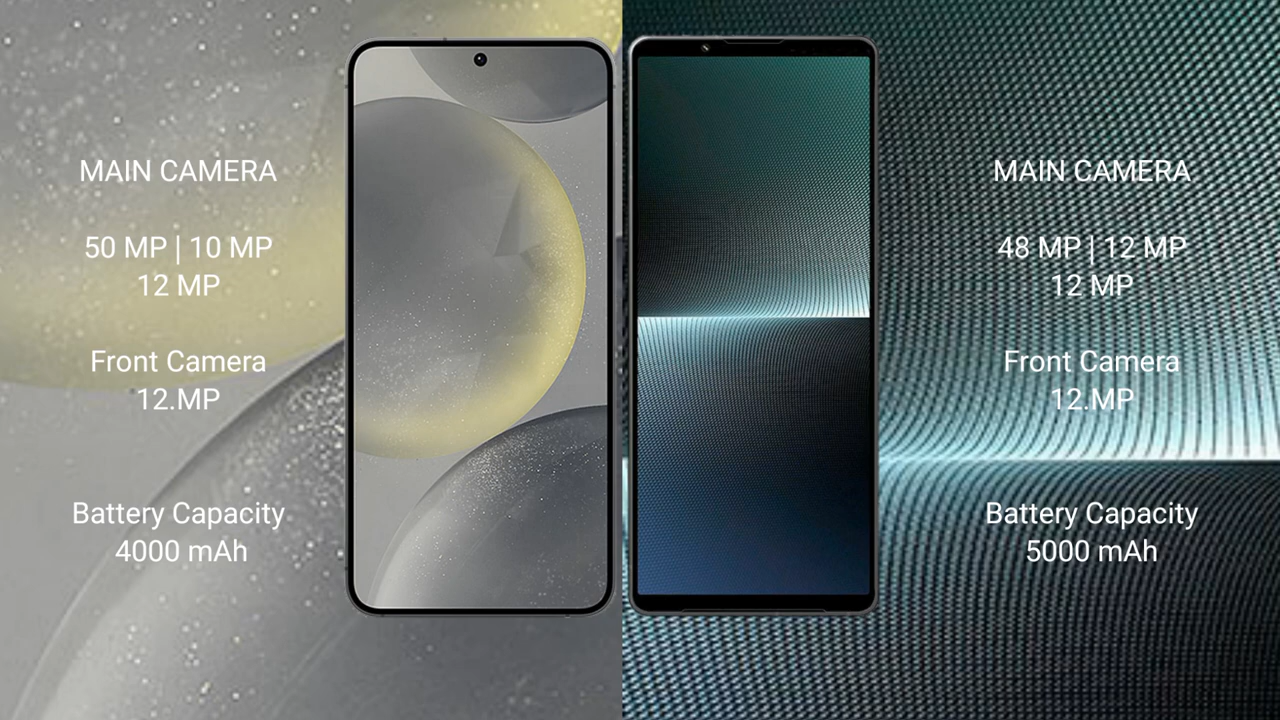 MAIN CAMERA
50 MP | 10 MP
12 MP
Front Camera
12.MP
Battery Capacity
4000 mAh
MAIN CAMERA
48 MP | 12 MP
12 MP
Front Camera
12.MP
Battery Capacity
5000 mAh